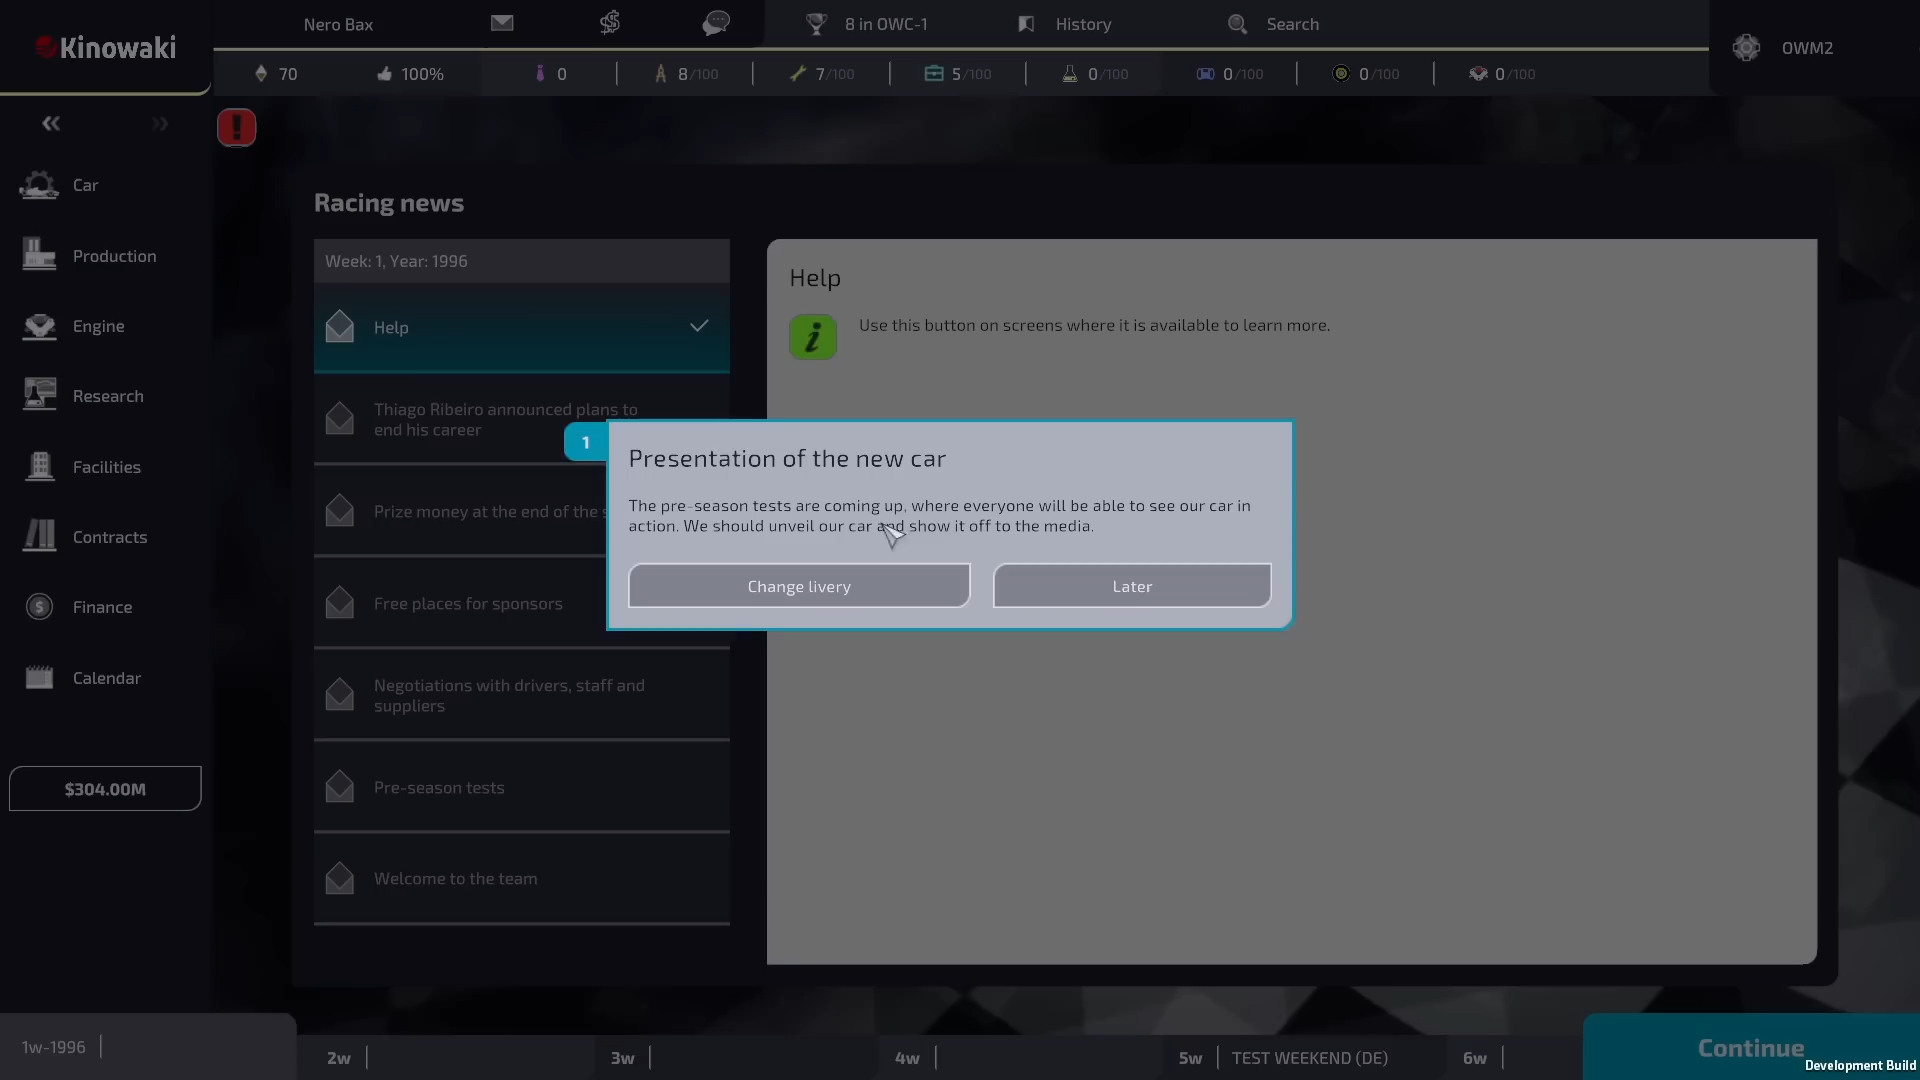 Kinowaki
Nero Bax
8 in OWC-1
History
Search
OWM2
70
100%
0
8/100
7/100
5/100
0/100
0/100
0/100
0/100
Car
Production
Engine
Research
Facilities
Contracts
Finance
Calendar
$304.00M
Racing news
Week: 1, Year: 1996
Help
Thiago Ribeiro announced plans to
end his career
Prize money at the end of the s
Free places for sponsors
Negotiations with drivers, staff and
suppliers
Pre-season tests
Welcome to the team
Help
Use this button on screens where it is available to learn more.
1
Presentation of the new car
The pre-season tests are coming up, where everyone will be able to see our car in
action. We should unveil our car and show it off to the media.
Change livery
Later
1w-1996
2w
3w
4w
5w
TEST WEEKEND (DE)
6w
Continue
Development Build